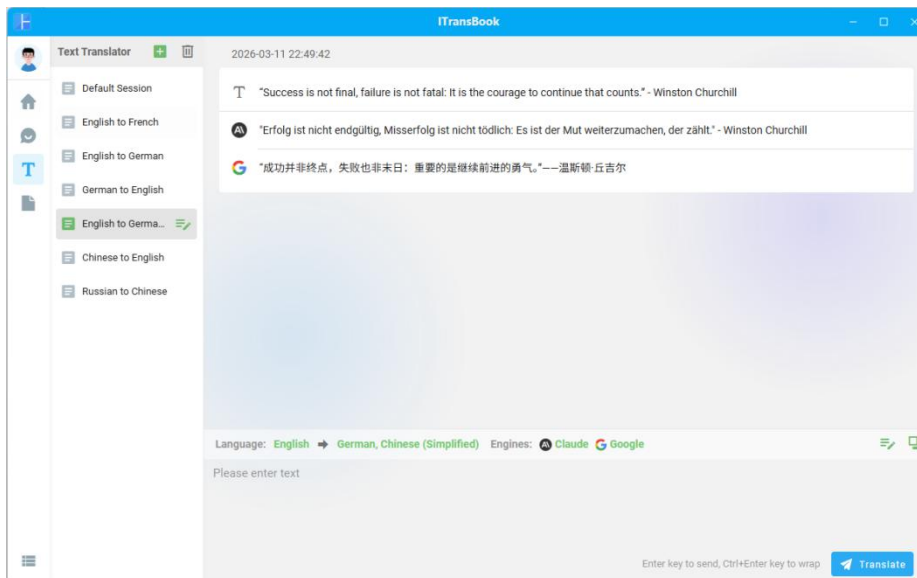 ITransBook
Text Translator
Default Session
English to French
English to German
German to English
English to Germa...
Chinese to English
Russian to Chinese
2026-03-11 22:49:42
T “Success is not final, failure is not fatal: It is the courage to continue that counts.” - Winston Churchill
"Erfolg ist nicht endgültig, Misserfolg ist nicht tödlich: Es ist der Mut weiterzumachen, der zählt." - Winston Churchill
“成功并非终点，失败也非末日：重要的是继续前进的勇气。”——温斯顿·丘吉尔
Language: English → German, Chinese (Simplified) Engines: Claude Google
Please enter text
Enter key to send, Ctrl+Enter key to wrap Translate